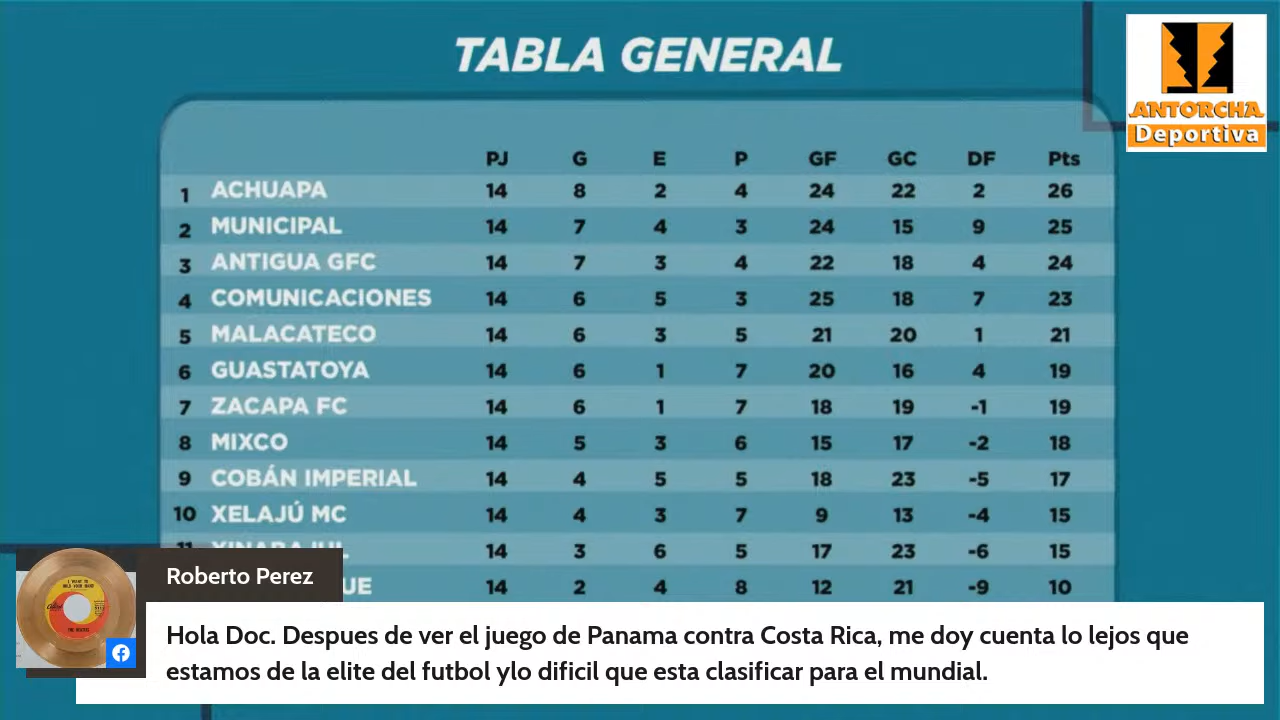 TABLA GENERAL
ANTORCHA
Deportiva
PJ G E P GF GC DF Pts
1 ACHUAPA 14 8 2 4 24 22 2 26
2 MUNICIPAL 14 7 4 3 24 15 9 25
3 ANTIGUA GFC 14 7 3 4 22 18 4 24
4 COMUNICACIONES 14 6 5 3 25 18 7 23
5 MALACATECO 14 6 3 5 21 20 1 21
6 GUASTATOYA 14 6 1 7 20 16 4 19
7 ZACAPA FC 14 6 1 7 18 19 -1 19
8 MIXCO 14 5 3 6 15 17 -2 18
9 COBÁN IMPERIAL 14 4 5 5 18 23 -5 17
10 XELAJÚ MC 14 4 3 7 9 13 -4 15
11 14 3 6 5 17 23 -6 15
14 2 4 8 12 21 -9 10
Roberto Perez
Hola Doc. Despues de ver el juego de Panama contra Costa Rica, me doy cuenta lo lejos que
estamos de la elite del futbol ylo dificil que esta clasificar para el mundial.